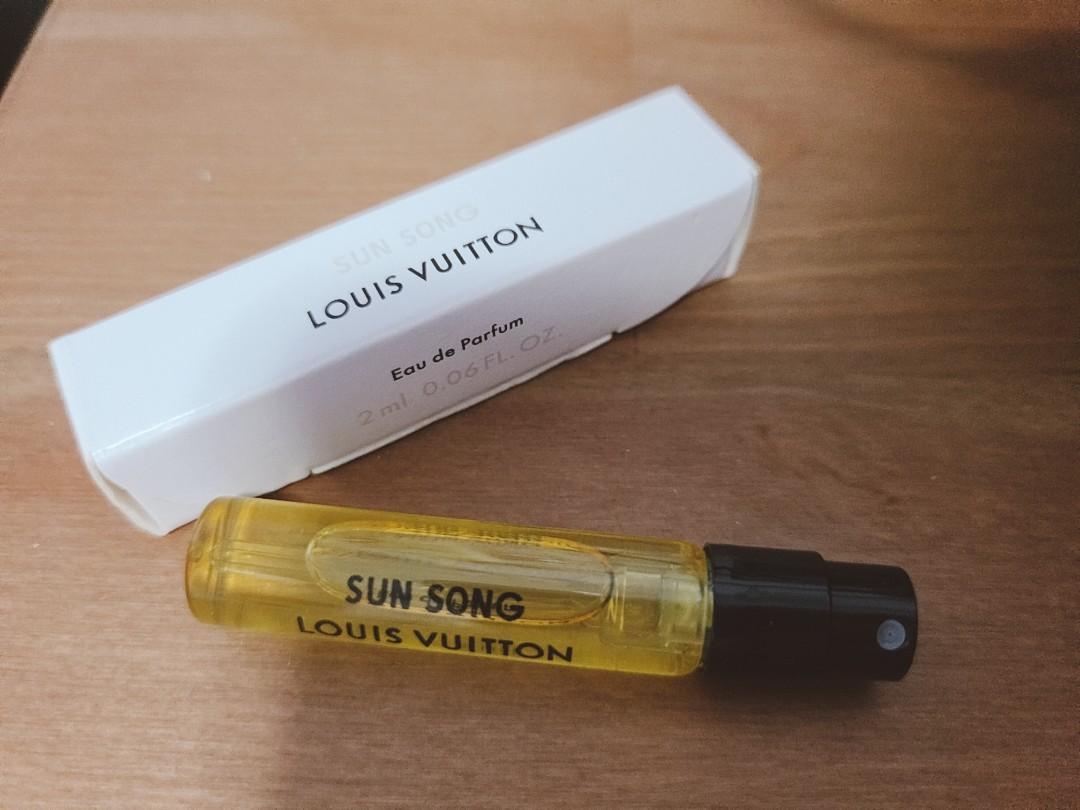 SUN SONG
LOUIS VUITTON
Eau de Parfum
2 ml 0.06 FL. OZ.
SUN SONG
LOUIS VUITTON